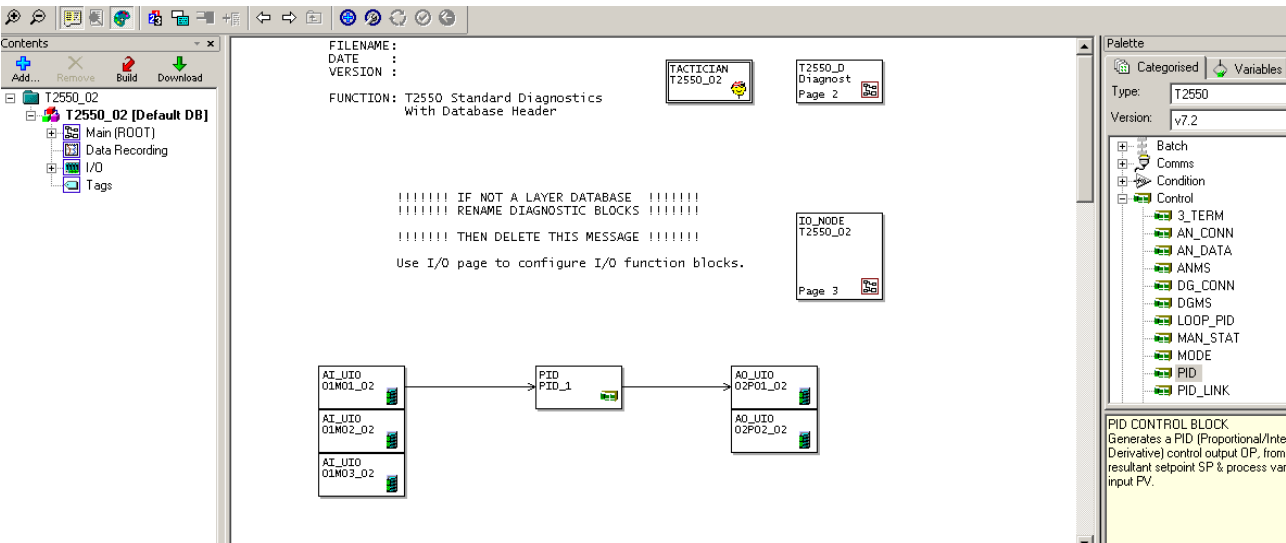 Contents
Add...
Remove
Build
Download
T2550_02
T2550_02 [Default DB]
Main (ROOT)
Data Recording
I/O
Tags
FILENAME:
DATE :
VERSION :
FUNCTION: T2550 Standard Diagnostics
With Database Header
TACTICIAN
T2550_02
T2550_D
Diagnost
Page 2
!!!!!!! IF NOT A LAYER DATABASE !!!!!!!
!!!!!!! RENAME DIAGNOSTIC BLOCKS !!!!!!!
!!!!!!! THEN DELETE THIS MESSAGE !!!!!!!
Use I/O page to configure I/O function blocks.
IO_NODE
T2550_02
Page 3
AI_UIO
01M01_02
AI_UIO
01M02_02
AI_UIO
01M03_02
PID
PID_1
AO_UIO
02P01_02
AO_UIO
02P02_02
Palette
Categorised
Variables
Type:
T2550
Version:
v7.2
Batch
Comms
Condition
Control
3_TERM
AN_CONN
AN_DATA
ANMS
DG_CONN
DGMS
LOOP_PID
MAN_STAT
MODE
PID
PID_LINK
PID CONTROL BLOCK
Generates a PID (Proportional/Inte
Derivative) control output OP, from
resultant setpoint SP & process var
input PV.